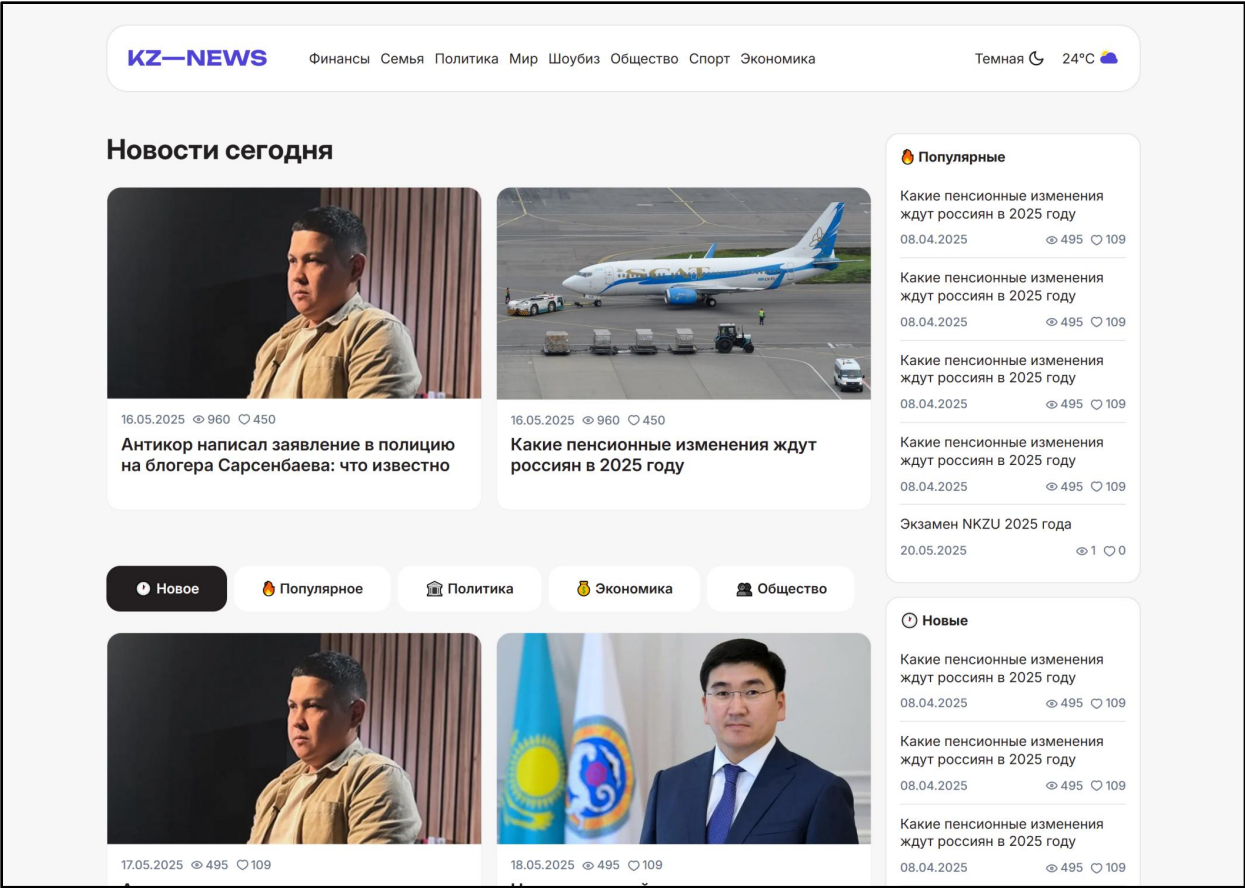 KZ—NEWS
Финансы Семья Политика Мир Шоубиз Общество Спорт Экономика
Темная 24°C
Новости сегодня
SCAT
16.05.2025 960 450
Антикор написал заявление в полицию
на блогера Сарсенбаева: что известно
16.05.2025 960 450
Какие пенсионные изменения ждут
россиян в 2025 году
Новое
Популярное
Политика
Экономика
Общество
17.05.2025 495 109
18.05.2025 495 109
Популярные
Какие пенсионные изменения
ждут россиян в 2025 году
08.04.2025 495 109
Какие пенсионные изменения
ждут россиян в 2025 году
08.04.2025 495 109
Какие пенсионные изменения
ждут россиян в 2025 году
08.04.2025 495 109
Какие пенсионные изменения
ждут россиян в 2025 году
08.04.2025 495 109
Экзамен NKZU 2025 года
20.05.2025 1 0
Новые
Какие пенсионные изменения
ждут россиян в 2025 году
08.04.2025 495 109
Какие пенсионные изменения
ждут россиян в 2025 году
08.04.2025 495 109
Какие пенсионные изменения
ждут россиян в 2025 году
08.04.2025 495 109